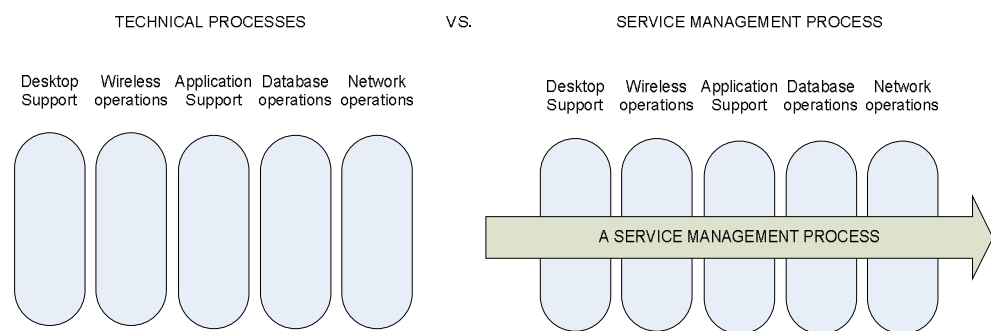 TECHNICAL PROCESSES VS. SERVICE MANAGEMENT PROCESS
Desktop Support
Wireless operations
Application Support
Database operations
Network operations
Desktop Support
Wireless operations
Application Support
Database operations
Network operations
A SERVICE MANAGEMENT PROCESS